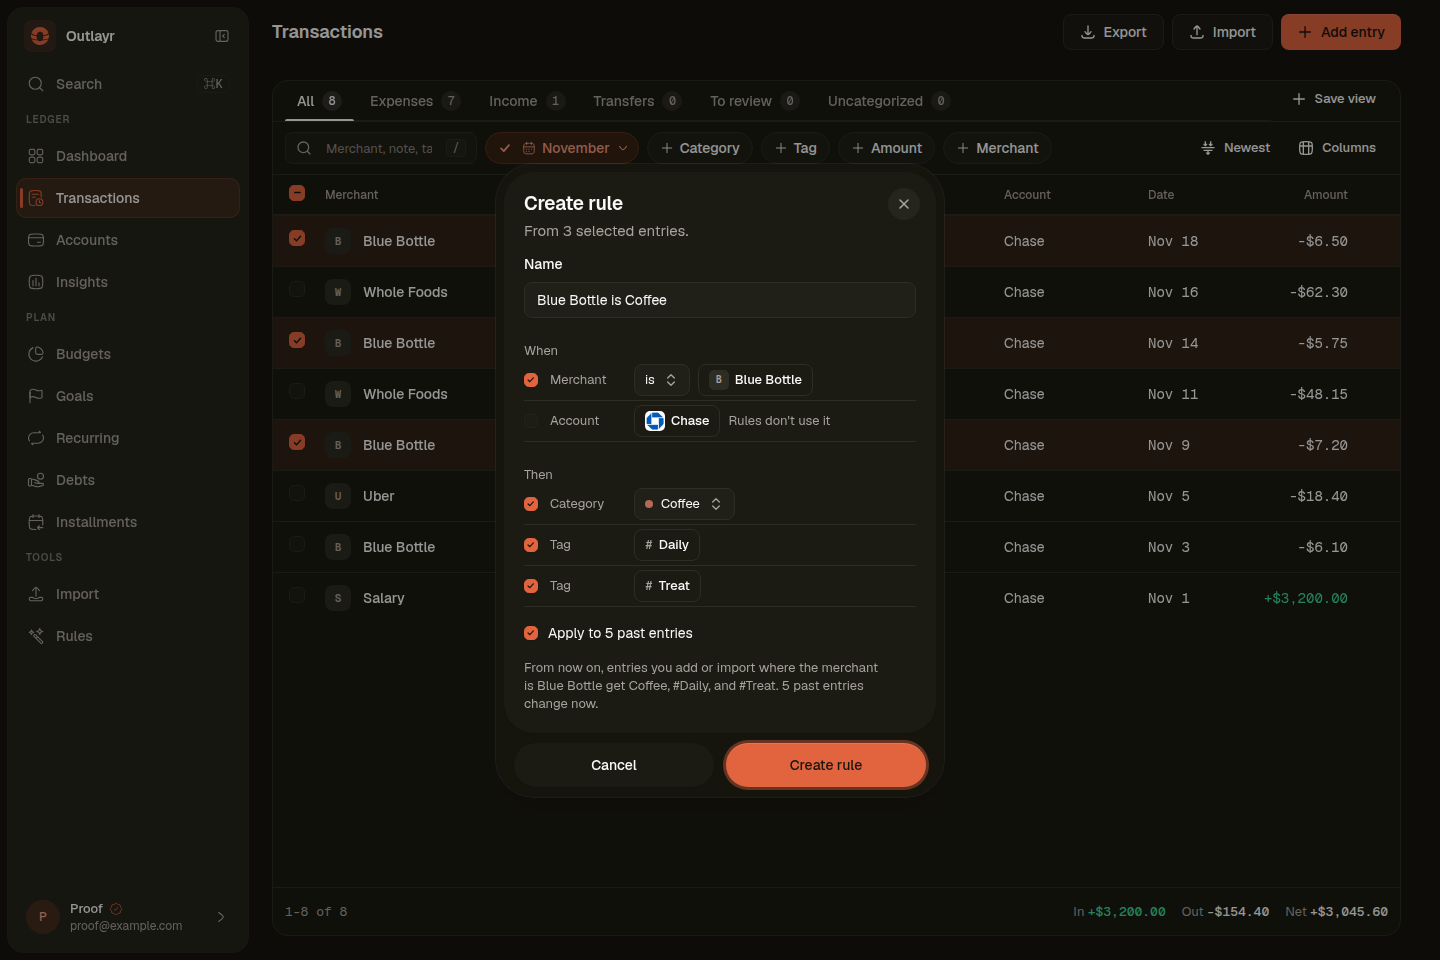 Outlayr
Search ⌘K
LEDGER
Dashboard
Transactions
Accounts
Insights
PLAN
Budgets
Goals
Recurring
Debts
Installments
TOOLS
Import
Rules
P Proof
proof@example.com
Transactions
Export Import Add entry
All 8 Expenses 7 Income 1 Transfers 0 To review 0 Uncategorized 0 Save view
Merchant, note, ta / November Category Tag Amount Merchant Newest Columns
Merchant Account Date Amount
B Blue Bottle Chase Nov 18 -$6.50
W Whole Foods Chase Nov 16 -$62.30
B Blue Bottle Chase Nov 14 -$5.75
W Whole Foods Chase Nov 11 -$48.15
B Blue Bottle Chase Nov 9 -$7.20
U Uber Chase Nov 5 -$18.40
B Blue Bottle Chase Nov 3 -$6.10
S Salary Chase Nov 1 +$3,200.00
1-8 of 8 In +$3,200.00 Out -$154.40 Net +$3,045.60
Create rule
From 3 selected entries.
Name
Blue Bottle is Coffee
When
Merchant is B Blue Bottle
Account Chase Rules don't use it
Then
Category Coffee
Tag # Daily
Tag # Treat
Apply to 5 past entries
From now on, entries you add or import where the merchant
is Blue Bottle get Coffee, #Daily, and #Treat. 5 past entries
change now.
Cancel Create rule